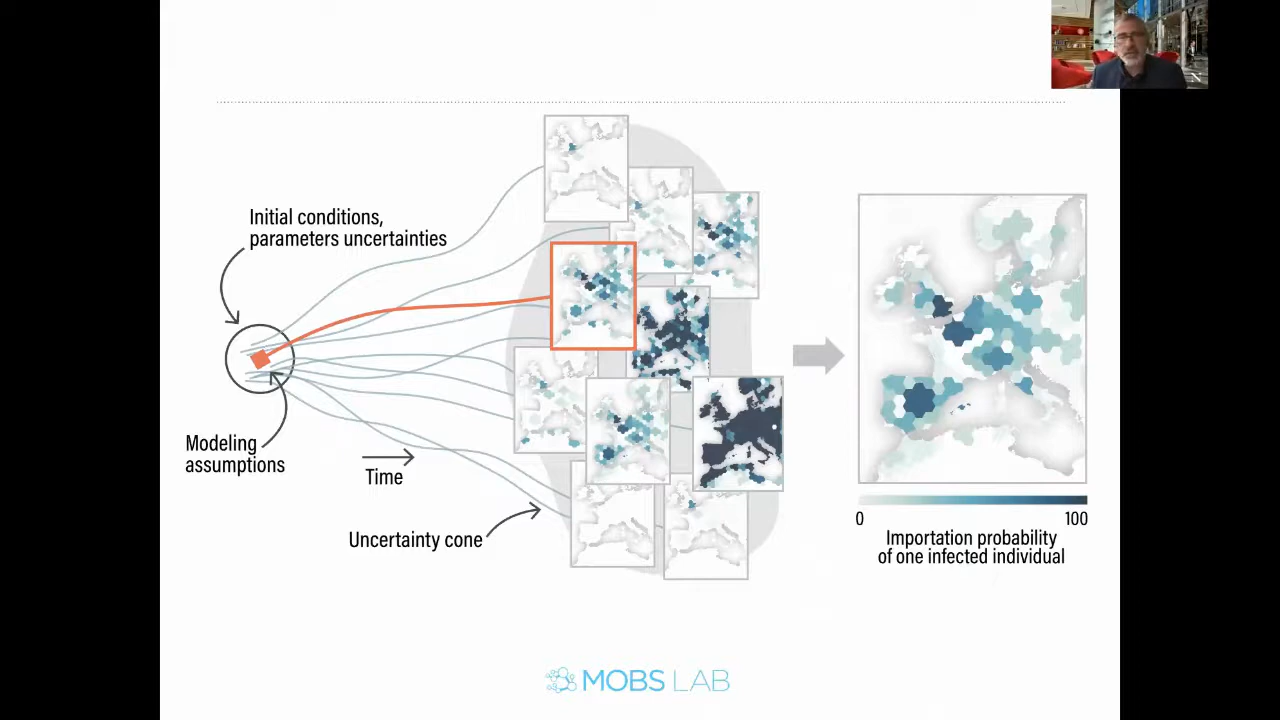 Initial conditions,
parameters uncertainties
Modeling
assumptions
Time
Uncertainty cone
0
100
Importation probability
of one infected individual
MOBS LAB
N